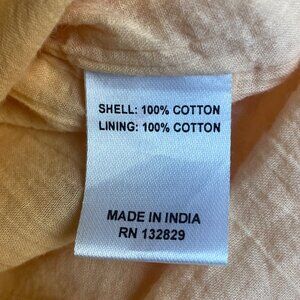 SHELL: 100% COTTON
LINING: 100% COTTON
MADE IN INDIA
RN 132829